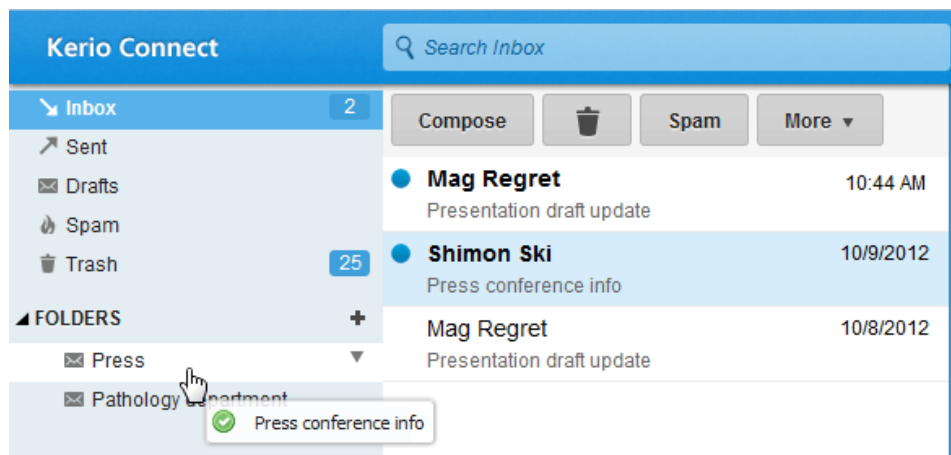 Kerio Connect
Search Inbox
Inbox 2
Sent
Drafts
Spam
Trash 25
FOLDERS +
Press
Pathology department
Press conference info
Compose Spam More
Mag Regret 10:44 AM
Presentation draft update
Shimon Ski 10/9/2012
Press conference info
Mag Regret 10/8/2012
Presentation draft update